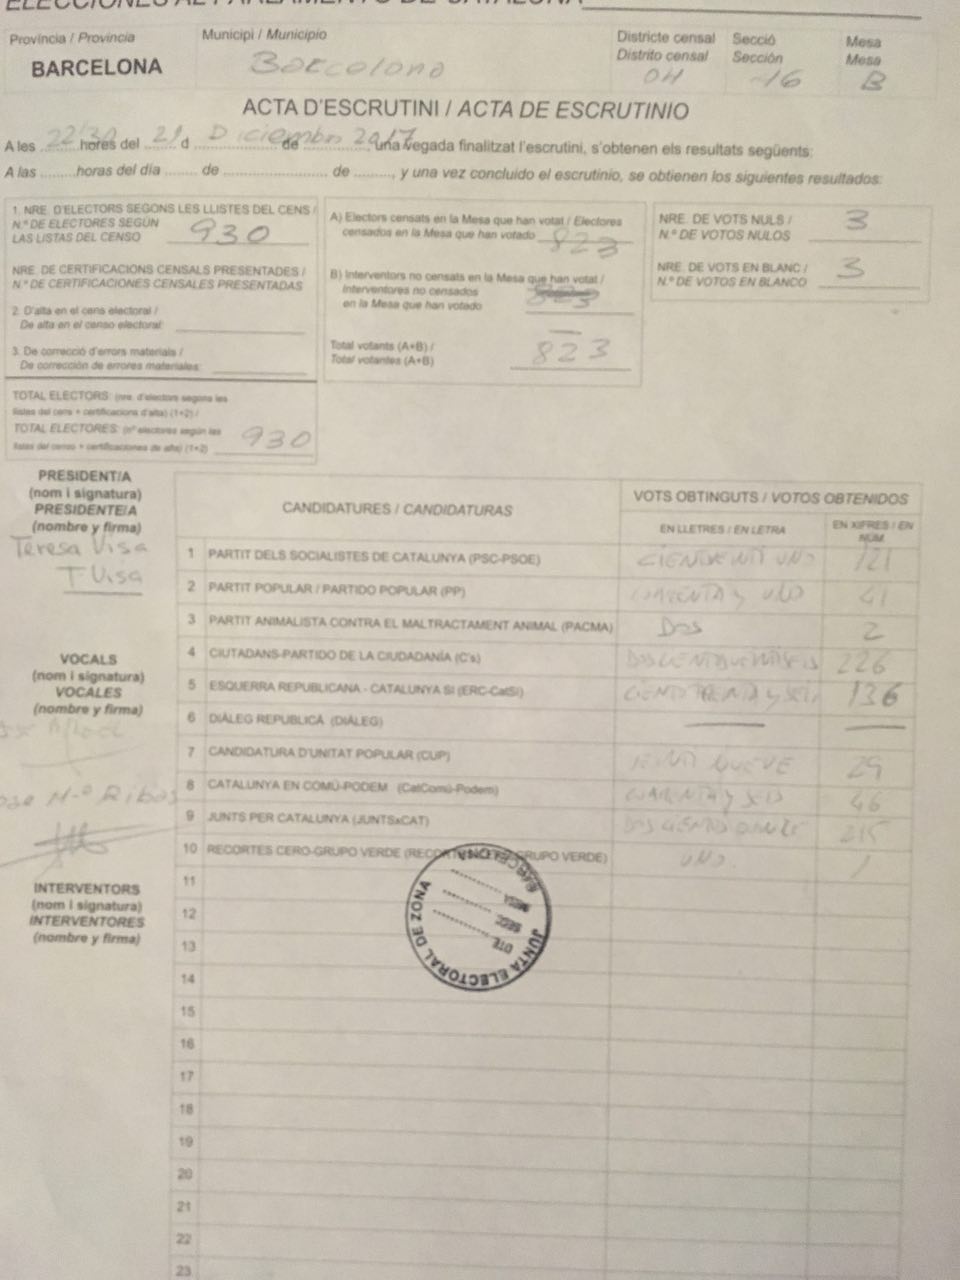 ELECCIONES AL PARLAMENTO DE CATALUÑA
Província / Provincia
BARCELONA
Municipi / Municipio
Barcelona
Districte censal
Distrito censal
04
Secció
Sección
16
Mesa
Mesa
B
ACTA D'ESCRUTINI / ACTA DE ESCRUTINIO
A les 22'30 hores del 21 d Diciembre de 2017, una vegada finalitzat l'escrutini, s'obtenen els resultats següents:
A las ........horas del día ....... de ....................... de ........, y una vez concluido el escrutinio, se obtienen los siguientes resultados:
1. NRE. D'ELECTORS SEGONS LES LLISTES DEL CENS /
N.º DE ELECTORES SEGÚN
LAS LISTAS DEL CENSO 930
NRE. DE CERTIFICACIONS CENSALS PRESENTADES /
N.º DE CERTIFICACIONES CENSALES PRESENTADAS
2. D'alta en el cens electoral /
De alta en el censo electoral:
3. De correcció d'errors materials /
De corrección de errores materiales:
TOTAL ELECTORS: (nre. d'electors segons les
llistes del cens + certificacions d'alta) (1+2) /
TOTAL ELECTORES: (nº electores según las
listas del censo + certificaciones de alta) (1+2) 930
A) Electors censats en la Mesa que han votat / Electores
censados en la Mesa que han votado 823
B) Interventors no censats en la Mesa que han votat /
Interventores no censados
en la Mesa que han votado
Total votants (A+B) /
Total votantes (A+B) 823
NRE. DE VOTS NULS /
N.º DE VOTOS NULOS 3
NRE. DE VOTS EN BLANC /
N.º DE VOTOS EN BLANCO 3
PRESIDENT/A
(nom i signatura)
PRESIDENTE/A
(nombre y firma)
Teresa Visa
T Visa
VOCALS
(nom i signatura)
VOCALES
(nombre y firma)
Jose M.ª Ribas
INTERVENTORS
(nom i signatura)
INTERVENTORES
(nombre y firma)
CANDIDATURES / CANDIDATURAS
VOTS OBTINGUTS / VOTOS OBTENIDOS
EN LLETRES / EN LETRA
EN XIFRES / EN
NÚM.
1 PARTIT DELS SOCIALISTES DE CATALUNYA (PSC-PSOE) 121
2 PARTIT POPULAR / PARTIDO POPULAR (PP) 41
3 PARTIT ANIMALISTA CONTRA EL MALTRACTAMENT ANIMAL (PACMA) DOS 2
4 CIUTADANS-PARTIDO DE LA CIUDADANÍA (C's) 226
5 ESQUERRA REPUBLICANA - CATALUNYA SÍ (ERC-CatSí) CIENTO TREINTA y SEIS 136
6 DIÀLEG REPUBLICÀ (DIÀLEG)
7 CANDIDATURA D'UNITAT POPULAR (CUP) 29
8 CATALUNYA EN COMÚ-PODEM (CatComú-Podem) 46
9 JUNTS PER CATALUNYA (JUNTSxCAT) 215
10 RECORTES CERO-GRUPO VERDE (RECORTES CERO-GRUPO VERDE) UNO. 1
11
12
13
14
15
16
17
18
19
20
21
22
23
JUNTA ELECTORAL DE ZONA
BARCELONA
DTE.
SECC.
MESA